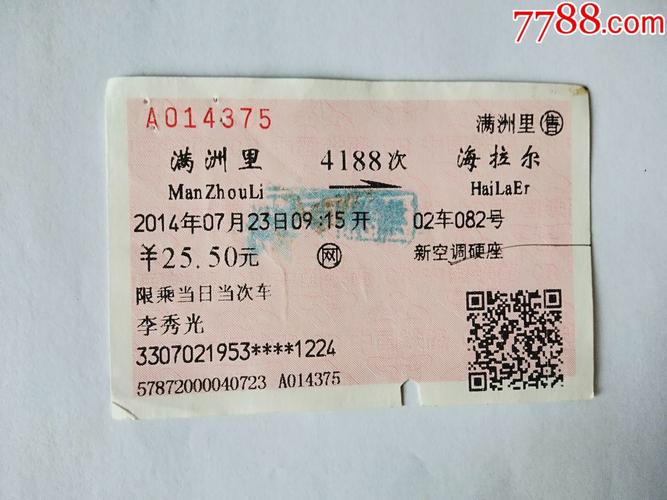 7788.com
A014375
满洲里 售
满洲里 4188次 海拉尔
ManZhouLi HaiLaEr
2014年07月23日09:15开 02车082号
¥25.50元 网 新空调硬座
限乘当日当次车
李秀光
3307021953****1224
57872000040723 A014375